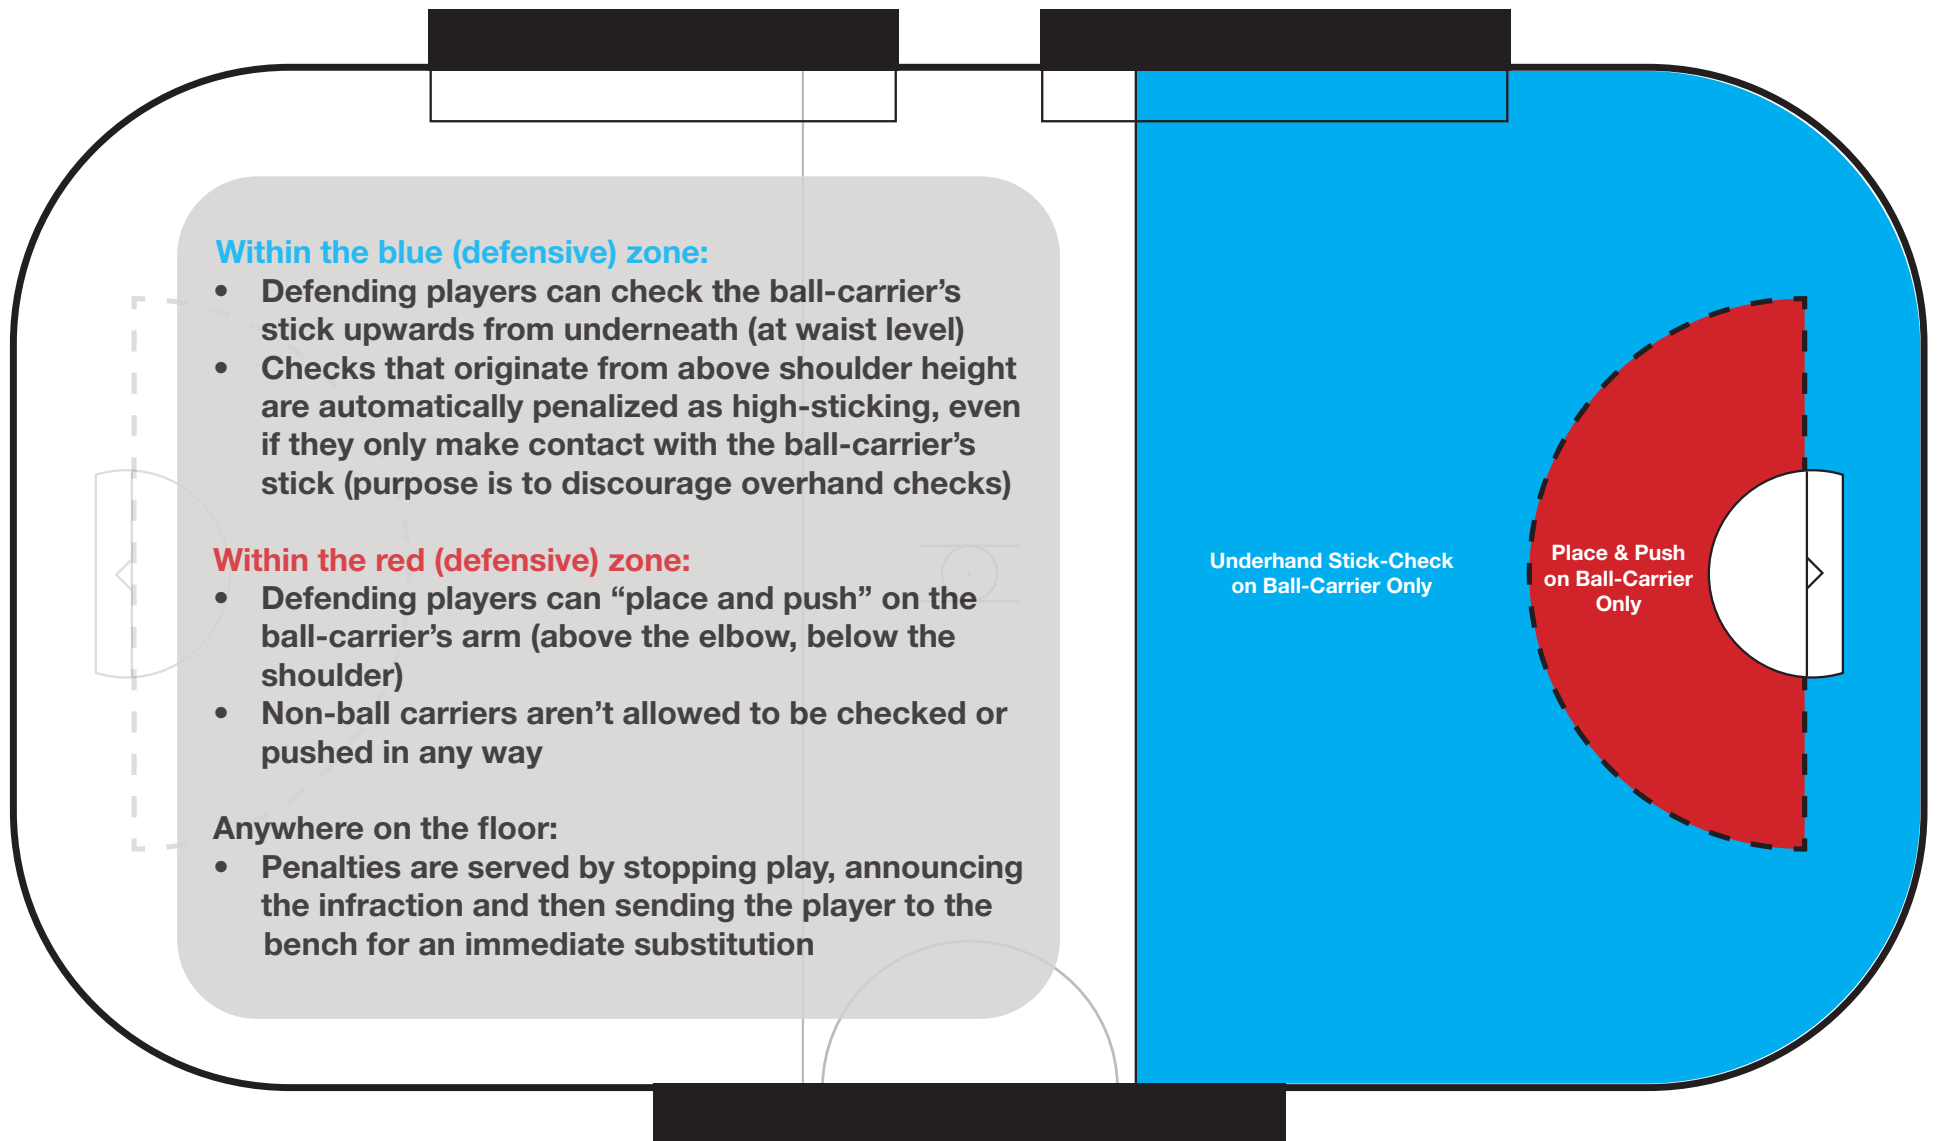 Within the blue (defensive) zone:
• Defending players can check the ball-carrier’s
stick upwards from underneath (at waist level)
• Checks that originate from above shoulder height
are automatically penalized as high-sticking, even
if they only make contact with the ball-carrier’s
stick (purpose is to discourage overhand checks)
Within the red (defensive) zone:
• Defending players can “place and push” on the
ball-carrier’s arm (above the elbow, below the
shoulder)
• Non-ball carriers aren’t allowed to be checked or
pushed in any way
Anywhere on the floor:
• Penalties are served by stopping play, announcing
the infraction and then sending the player to the
bench for an immediate substitution
Underhand Stick-Check
on Ball-Carrier Only
Place & Push
on Ball-Carrier
Only